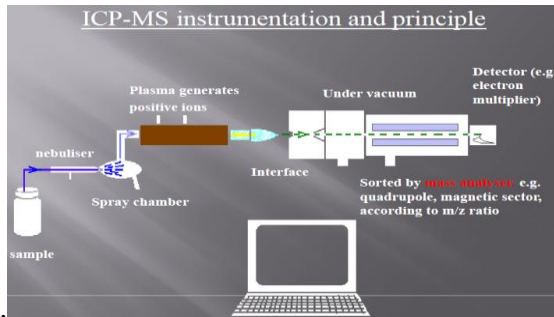 ICP-MS instrumentation and principle
Plasma generates
positive ions
Under vacuum
Detector (e.g
electron
multiplier)
nebuliser
Interface
Spray chamber
Sorted by mass analyser e.g.
quadrupole, magnetic sector,
according to m/z ratio
sample